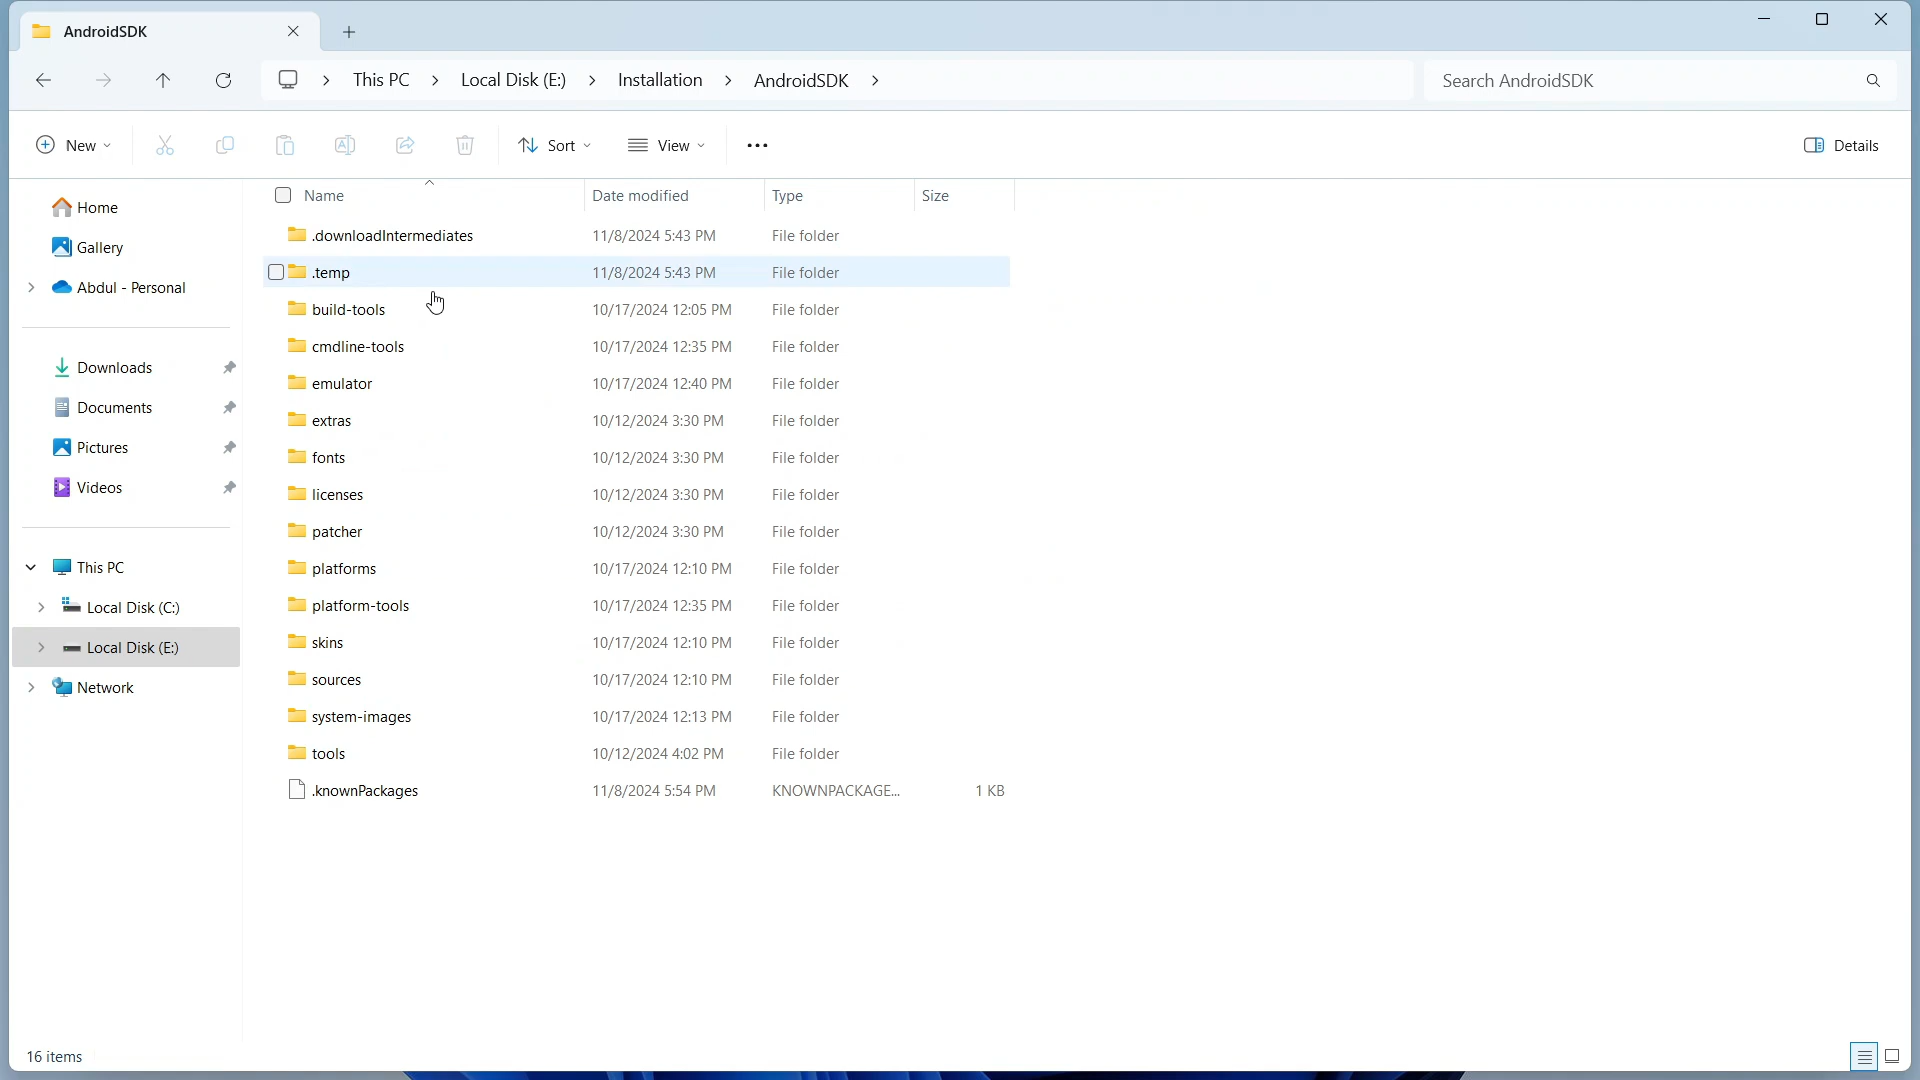 AndroidSDK
This PC > Local Disk (E:) > Installation > AndroidSDK >
Search AndroidSDK
New
Sort
View
Details
Home
Gallery
Abdul - Personal
Downloads
Documents
Pictures
Videos
This PC
Local Disk (C:)
Local Disk (E:)
Network
Name Date modified Type Size
.downloadIntermediates 11/8/2024 5:43 PM File folder
.temp 11/8/2024 5:43 PM File folder
build-tools 10/17/2024 12:05 PM File folder
cmdline-tools 10/17/2024 12:35 PM File folder
emulator 10/17/2024 12:40 PM File folder
extras 10/12/2024 3:30 PM File folder
fonts 10/12/2024 3:30 PM File folder
licenses 10/12/2024 3:30 PM File folder
patcher 10/12/2024 3:30 PM File folder
platforms 10/17/2024 12:10 PM File folder
platform-tools 10/17/2024 12:35 PM File folder
skins 10/17/2024 12:10 PM File folder
sources 10/17/2024 12:10 PM File folder
system-images 10/17/2024 12:13 PM File folder
tools 10/12/2024 4:02 PM File folder
.knownPackages 11/8/2024 5:54 PM KNOWNPACKAGE... 1 KB
16 items